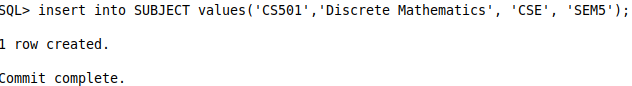 SQL> insert into SUBJECT values('CS501','Discrete Mathematics', 'CSE', 'SEM5');
1 row created.
Commit complete.